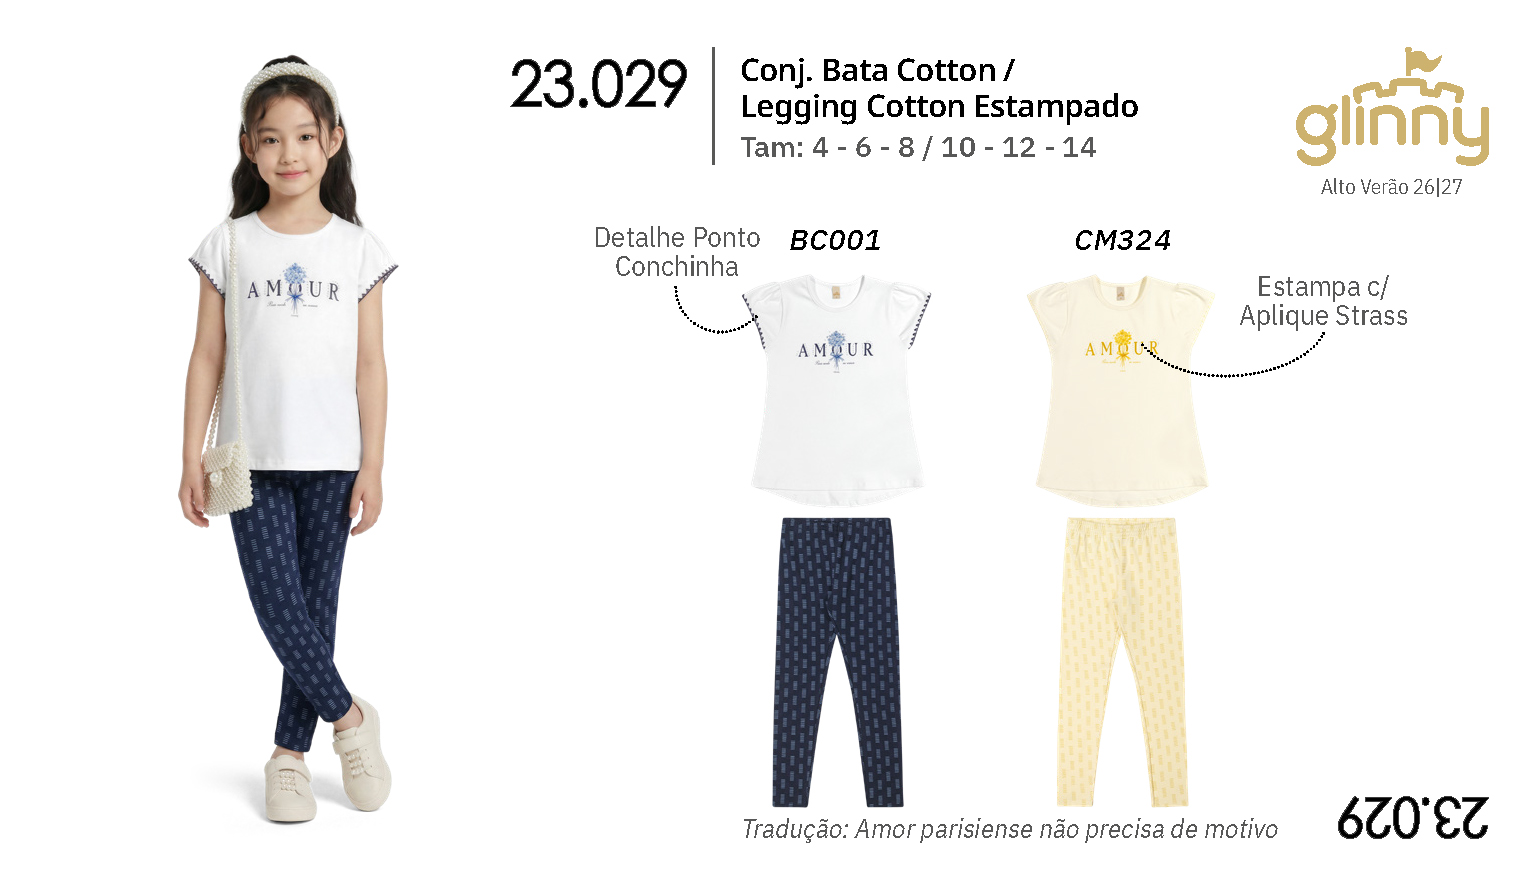 23.029
Conj. Bata Cotton /
Legging Cotton Estampado
Tam: 4 - 6 - 8 / 10 - 12 - 14
glinny
Alto Verão 26|27
Detalhe Ponto
Conchinha
BC001
CM324
Estampa c/
Aplique Strass
AMOUR
AMOUR
AMOUR
Tradução: Amor parisiense não precisa de motivo
23.029